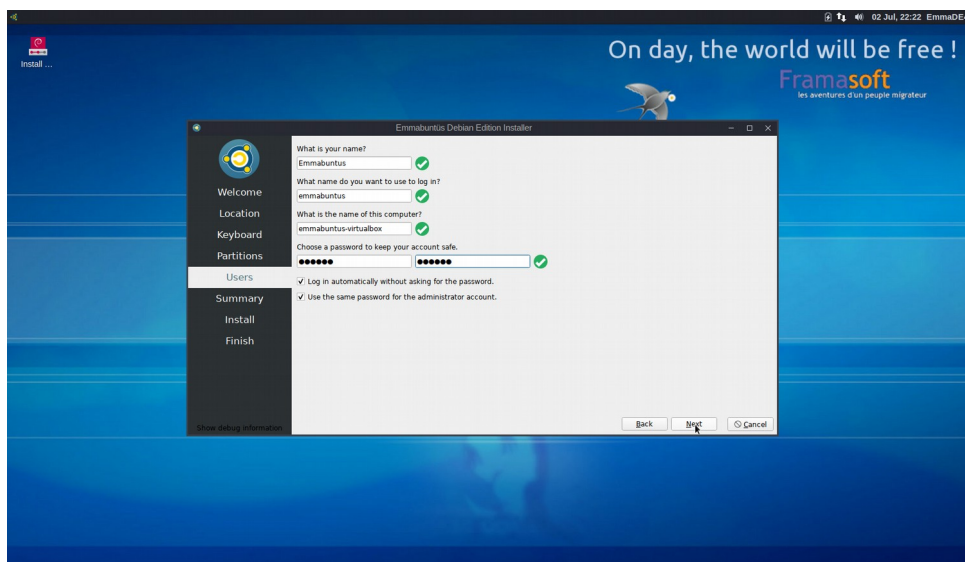 02 Jul, 22:22 EmmaDE
Install ...
On day, the world will be free !
Framasoft
les aventures d'un peuple migrateur
Emmabuntüs Debian Edition Installer
Welcome
Location
Keyboard
Partitions
Users
Summary
Install
Finish
Show debug information
What is your name?
Emmabuntus
What name do you want to use to log in?
emmabuntus
What is the name of this computer?
emmabuntus-virtualbox
Choose a password to keep your account safe.
●●●●●● ●●●●●●
Log in automatically without asking for the password.
Use the same password for the administrator account.
Back Next Cancel